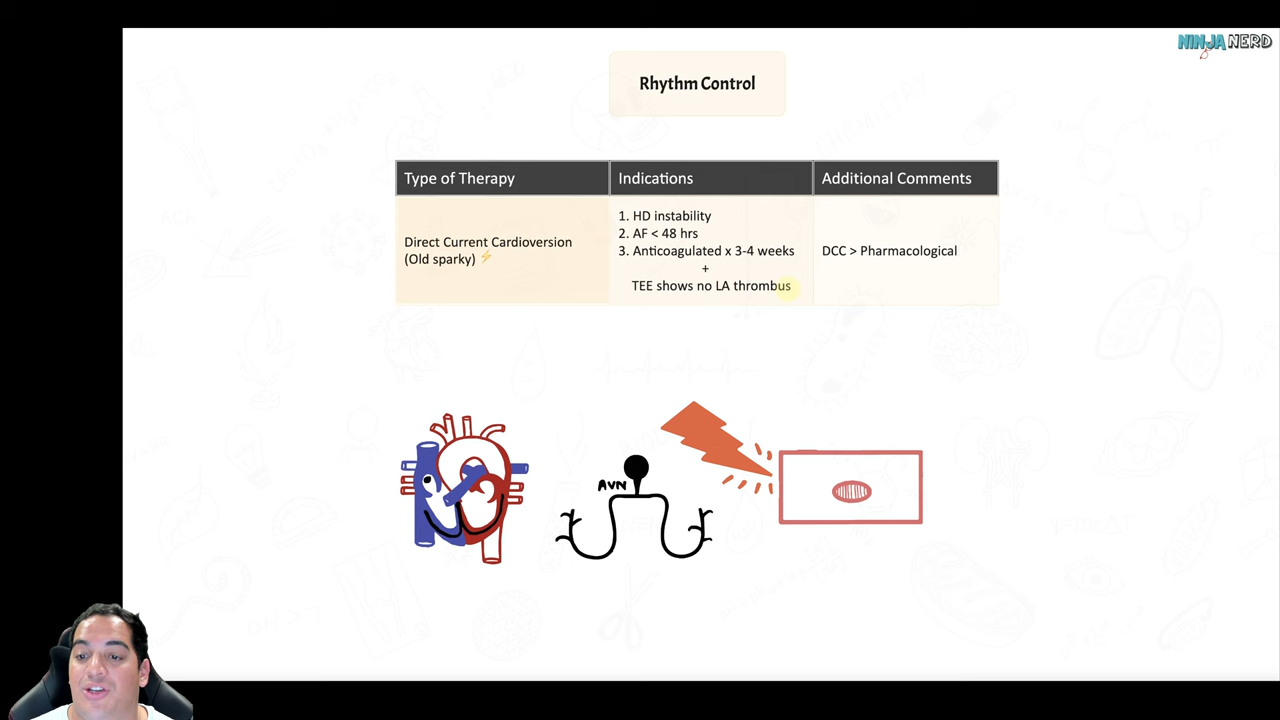 NINJA NERD
Rhythm Control
Type of Therapy
Indications
Additional Comments
Direct Current Cardioversion
(Old sparky)
1. HD instability
2. AF < 48 hrs
3. Anticoagulated x 3-4 weeks
+
TEE shows no LA thrombus
DCC > Pharmacological
AVN